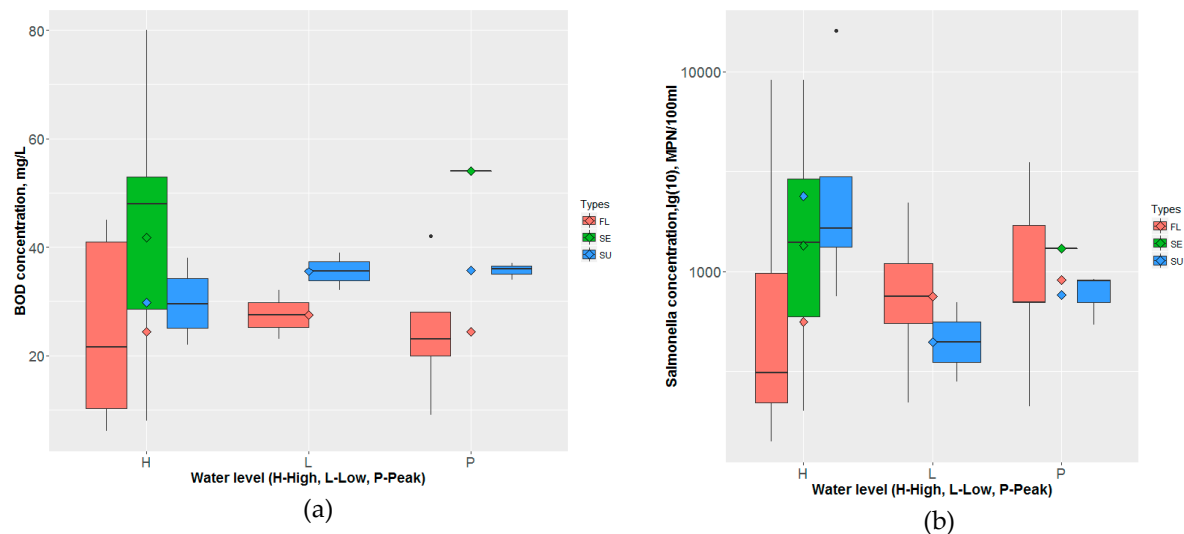 BOD concentration, mg/L
80
60
40
20
H
L
P
Water level (H-High, L-Low, P-Peak)
Types
FL
SE
SU
(a)
Salmonella concentration,lg(10), MPN/100ml
10000
1000
H
L
P
Water level (H-High, L-Low, P-Peak)
Types
FL
SE
SU
(b)